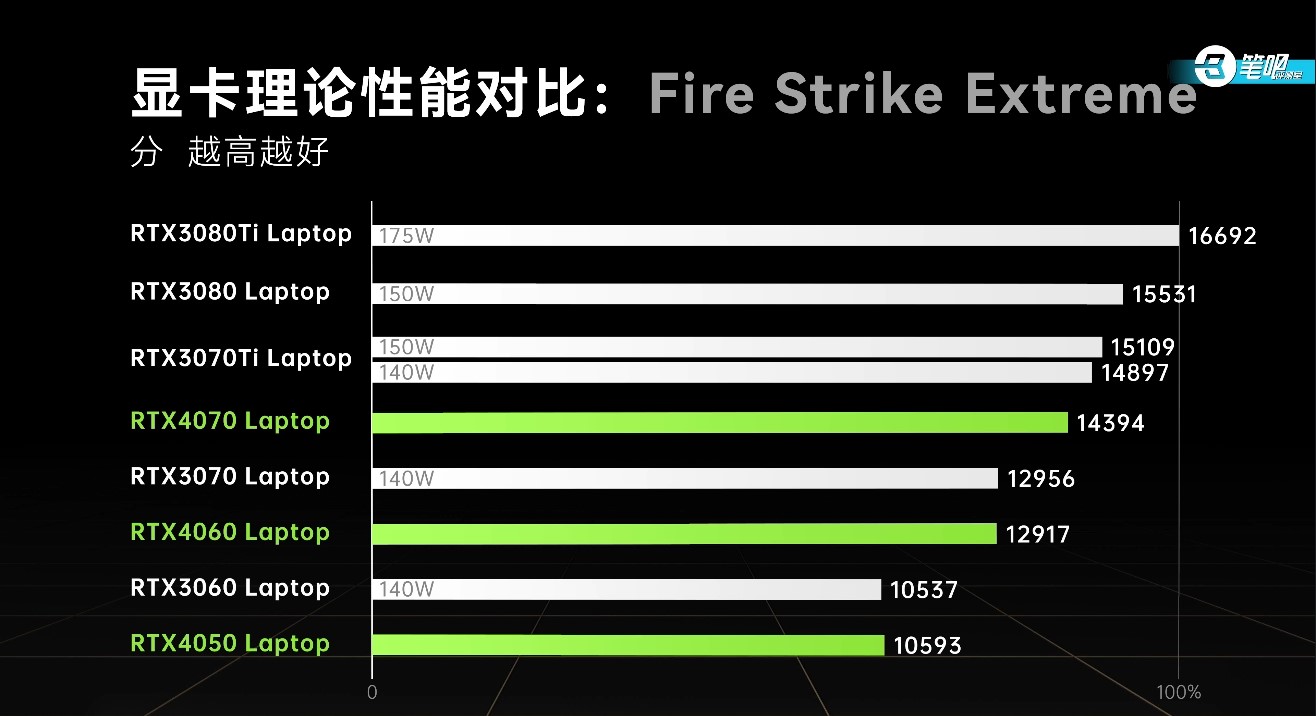 显卡理论性能对比：Fire Strike Extreme
笔吧
评测室
分 越高越好
RTX3080Ti Laptop 175W 16692
RTX3080 Laptop 150W 15531
RTX3070Ti Laptop 150W 15109
140W 14897
RTX4070 Laptop 14394
RTX3070 Laptop 140W 12956
RTX4060 Laptop 12917
RTX3060 Laptop 140W 10537
RTX4050 Laptop 10593
0 100%